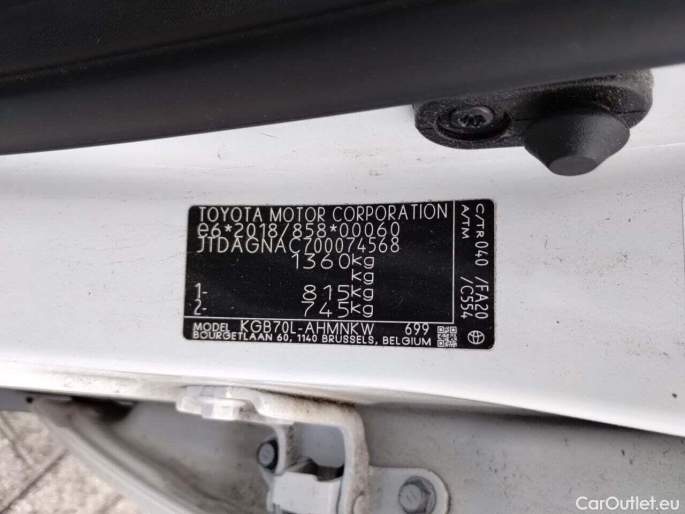 TOYOTA MOTOR CORPORATION
e6*2018/858*00060
JTDAGNAC700074568
1360kg
kg
1- 815kg
2- 745kg
MODEL KGB70L-AHMNKW 699
BOURGETLAAN 60, 1140 BRUSSELS, BELGIUM
C/TR 040 /FA20
A/TM /C554
CarOutlet.eu